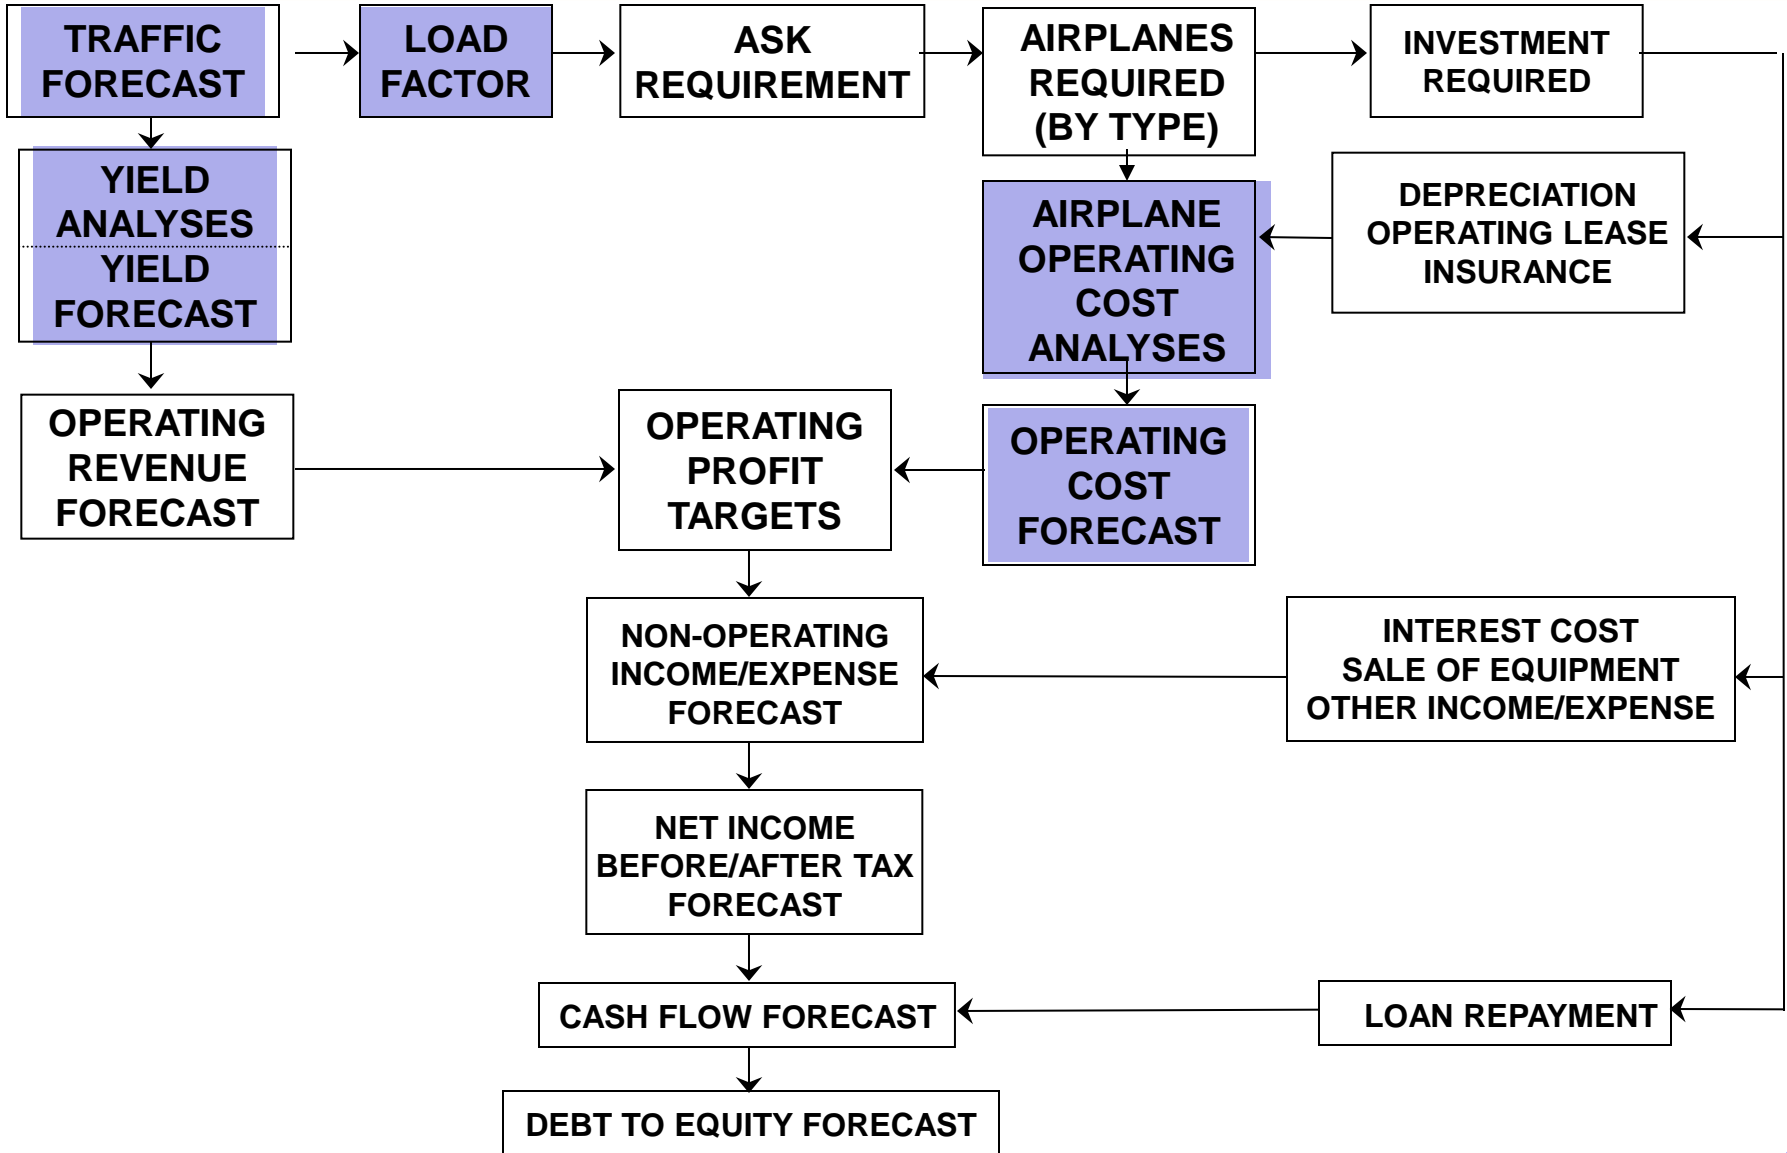 TRAFFIC
FORECAST
LOAD
FACTOR
ASK
REQUIREMENT
AIRPLANES
REQUIRED
(BY TYPE)
INVESTMENT
REQUIRED
YIELD
ANALYSES
YIELD
FORECAST
AIRPLANE
OPERATING
COST
ANALYSES
DEPRECIATION
OPERATING LEASE
INSURANCE
OPERATING
REVENUE
FORECAST
OPERATING
PROFIT
TARGETS
OPERATING
COST
FORECAST
NON-OPERATING
INCOME/EXPENSE
FORECAST
INTEREST COST
SALE OF EQUIPMENT
OTHER INCOME/EXPENSE
NET INCOME
BEFORE/AFTER TAX
FORECAST
CASH FLOW FORECAST
LOAN REPAYMENT
DEBT TO EQUITY FORECAST